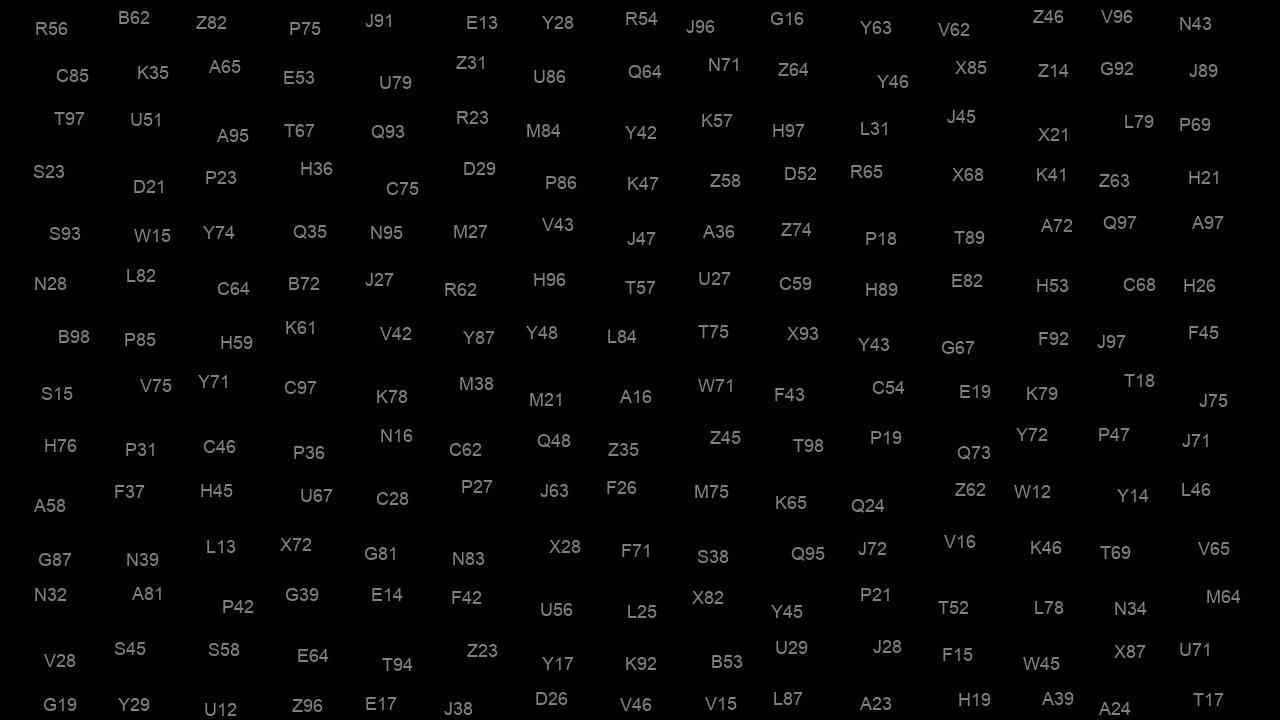 R56 B62 Z82 P75 J91 E13 Y28 R54 J96 G16 Y63 V62 Z46 V96 N43
C85 K35 A65 E53 U79 Z31 U86 Q64 N71 Z64 Y46 X85 Z14 G92 J89
T97 U51 A95 T67 Q93 R23 M84 Y42 K57 H97 L31 J45 X21 L79 P69
S23 D21 P23 H36 C75 D29 P86 K47 Z58 D52 R65 X68 K41 Z63 H21
S93 W15 Y74 Q35 N95 M27 V43 J47 A36 Z74 P18 T89 A72 Q97 A97
N28 L82 C64 B72 J27 R62 H96 T57 U27 C59 H89 E82 H53 C68 H26
B98 P85 H59 K61 V42 Y87 Y48 L84 T75 X93 Y43 G67 F92 J97 F45
S15 V75 Y71 C97 K78 M38 M21 A16 W71 F43 C54 E19 K79 T18 J75
H76 P31 C46 P36 N16 C62 Q48 Z35 Z45 T98 P19 Q73 Y72 P47 J71
A58 F37 H45 U67 C28 P27 J63 F26 M75 K65 Q24 Z62 W12 Y14 L46
G87 N39 L13 X72 G81 N83 X28 F71 S38 Q95 J72 V16 K46 T69 V65
N32 A81 P42 G39 E14 F42 U56 L25 X82 Y45 P21 T52 L78 N34 M64
V28 S45 S58 E64 T94 Z23 Y17 K92 B53 U29 J28 F15 W45 X87 U71
G19 Y29 U12 Z96 E17 J38 D26 V46 V15 L87 A23 H19 A39 A24 T17